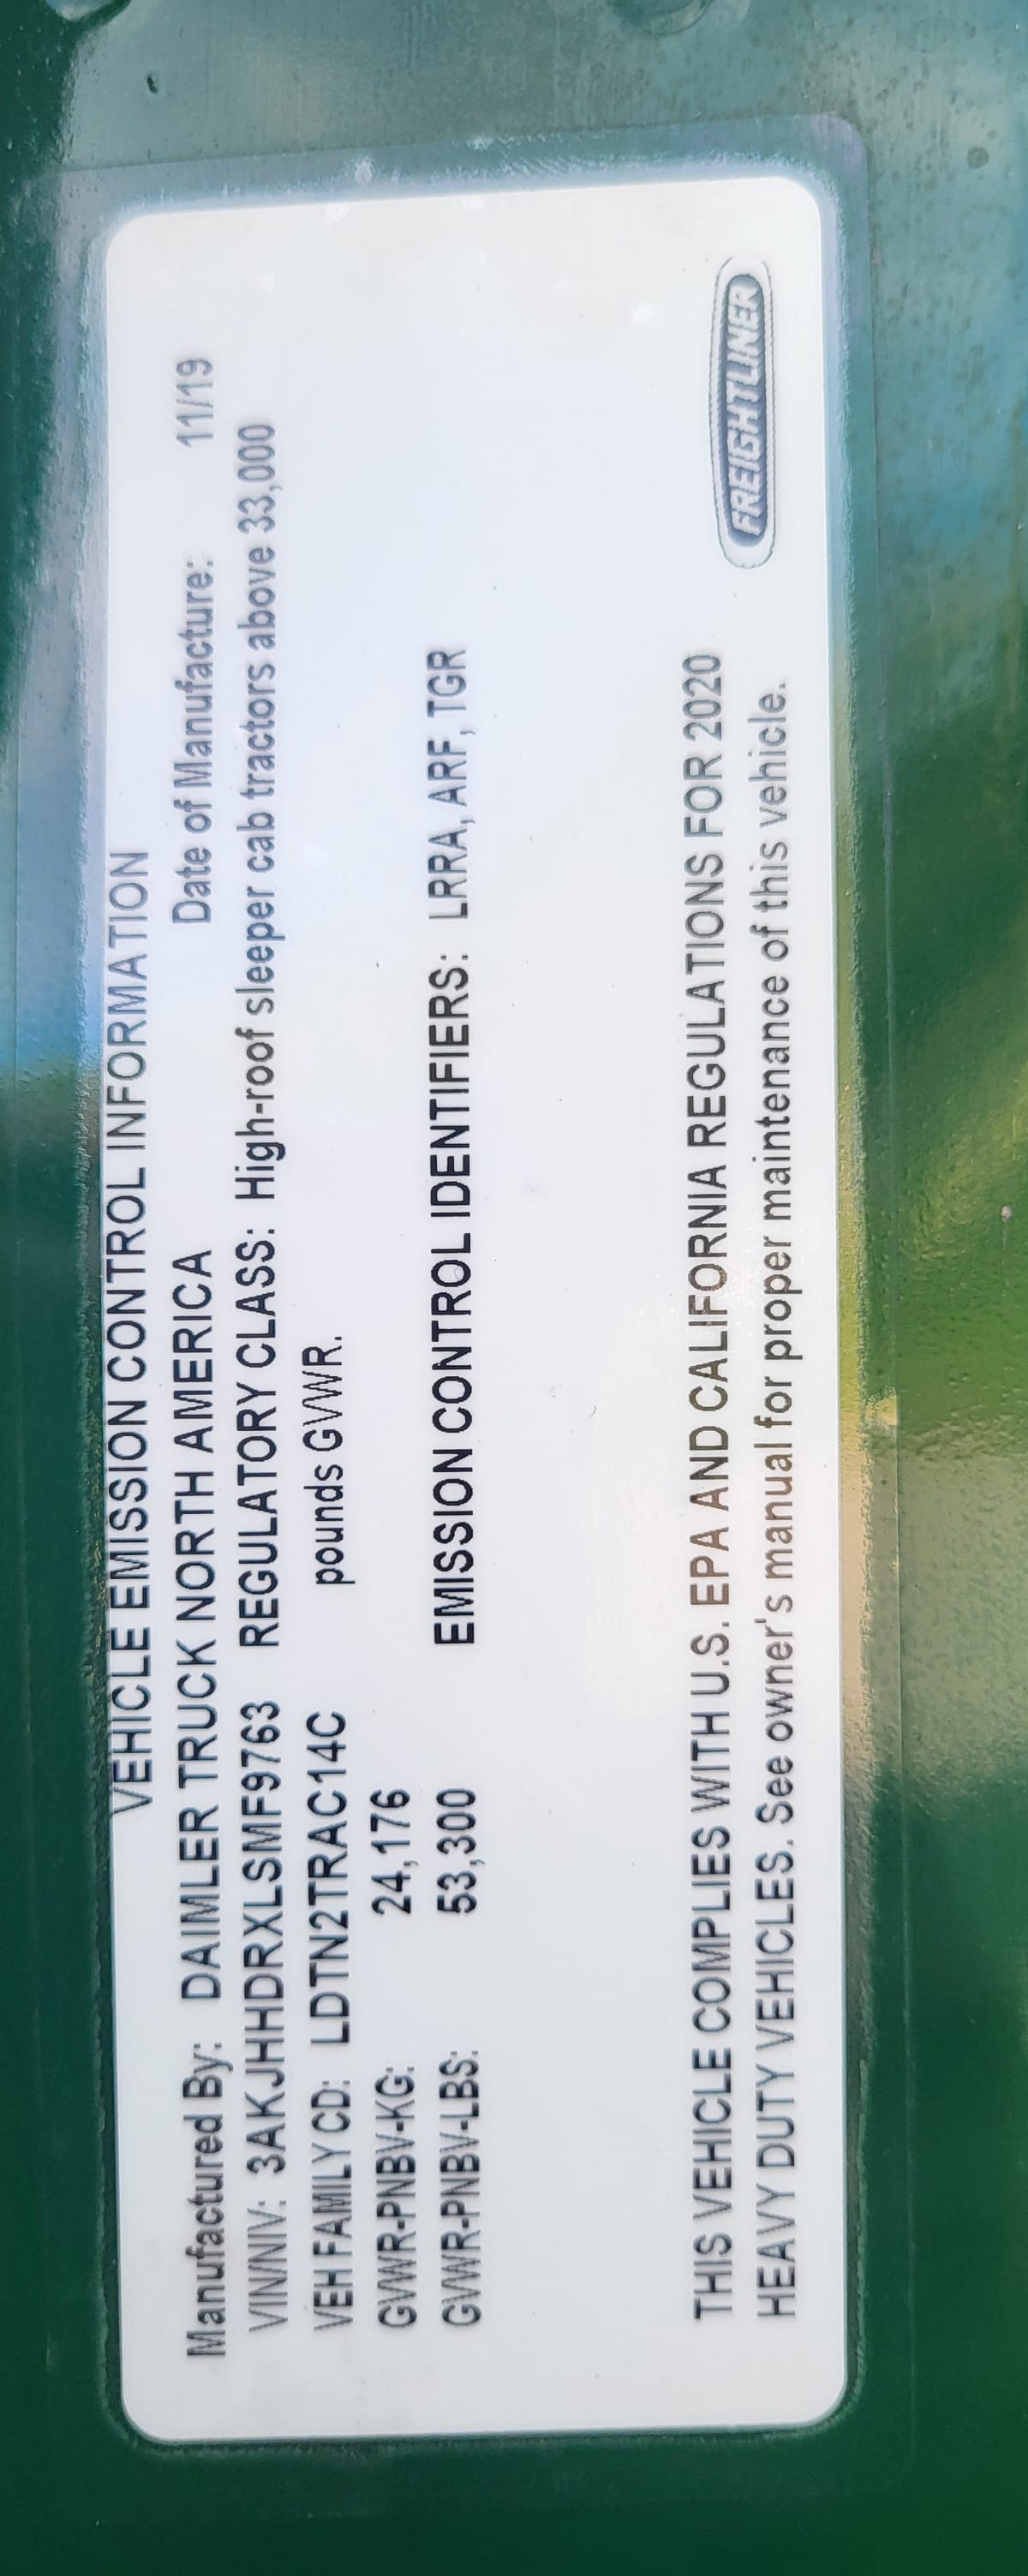 VEHICLE EMISSION CONTROL INFORMATION
Manufactured By: DAIMLER TRUCK NORTH AMERICA Date of Manufacture: 11/19
VIN/NIV: 3AKJHHDRXLSMF9763 REGULATORY CLASS: High-roof sleeper cab tractors above 33,000
VEH FAMILY CD: LDTN2TRAC14C pounds GVWR.
GVWR-PNBV-KG: 24,176
GVWR-PNBV-LBS: 53,300 EMISSION CONTROL IDENTIFIERS: LRRA, ARF, TGR
THIS VEHICLE COMPLIES WITH U.S. EPA AND CALIFORNIA REGULATIONS FOR 2020
HEAVY DUTY VEHICLES. See owner's manual for proper maintenance of this vehicle.
FREIGHTLINER